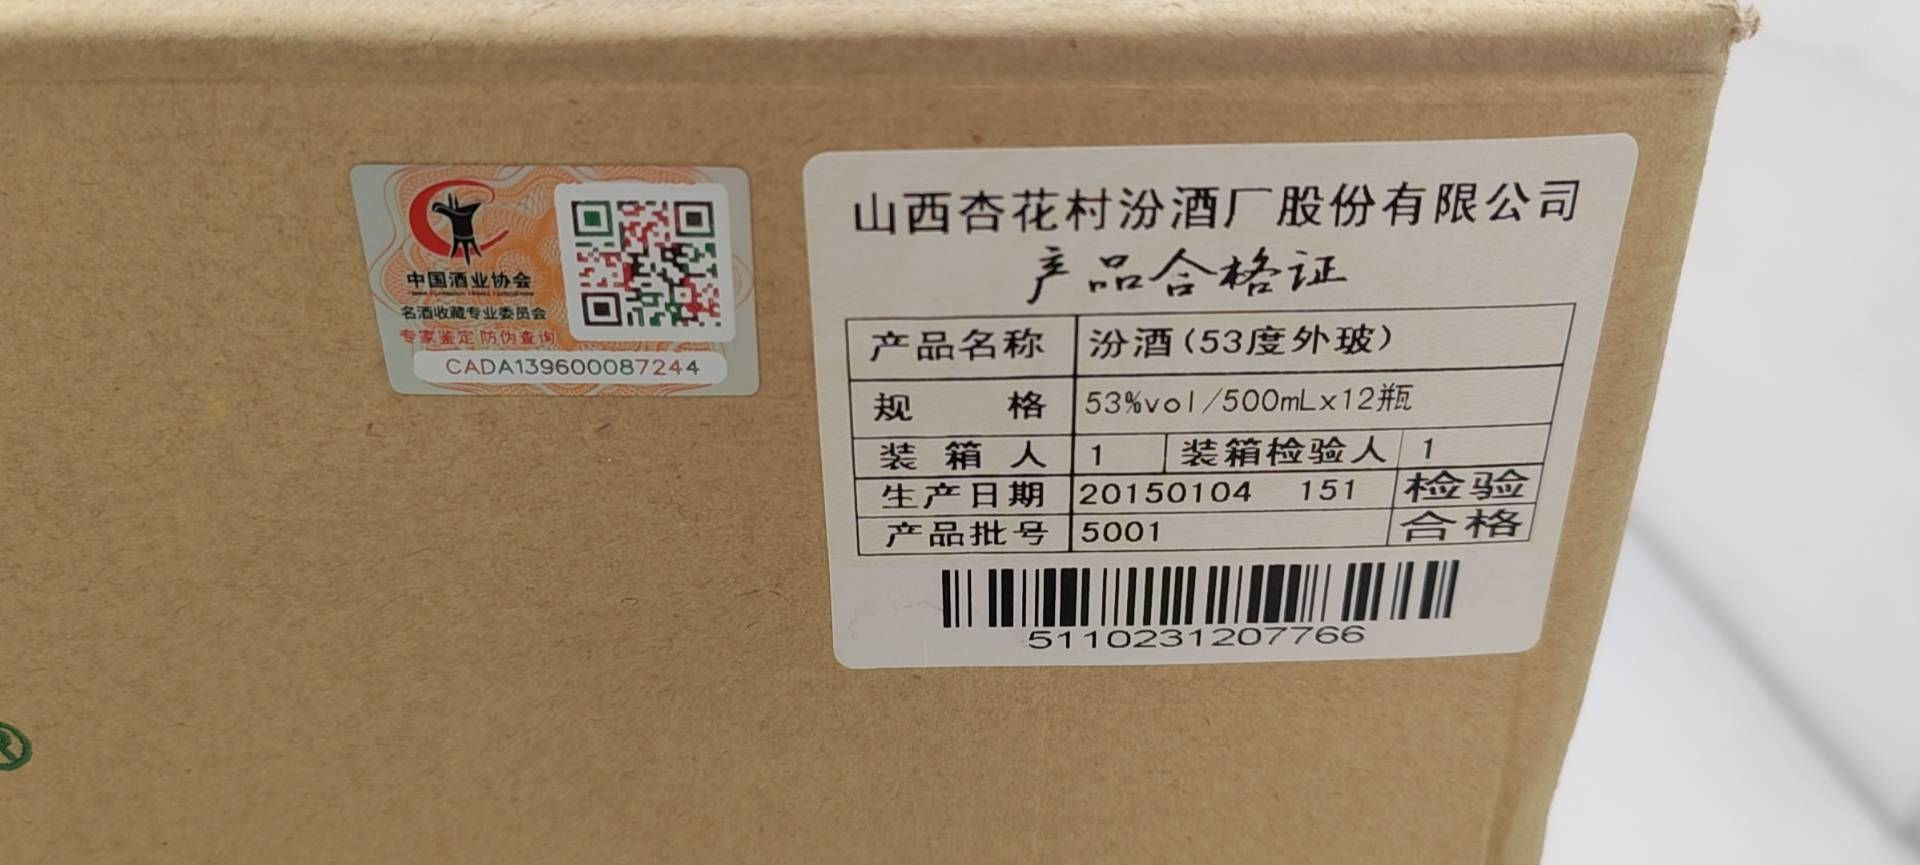 中国酒业协会
名酒收藏专业委员会
专家鉴定 防伪查询
CADA139600087244
山西杏花村汾酒厂股份有限公司
产品合格证
产品名称 汾酒(53度外玻)
规 格 53%vol/500mLx12瓶
装箱人 1 装箱检验人 1
生产日期 20150104 151 检验
产品批号 5001 合格
5110231207766
®